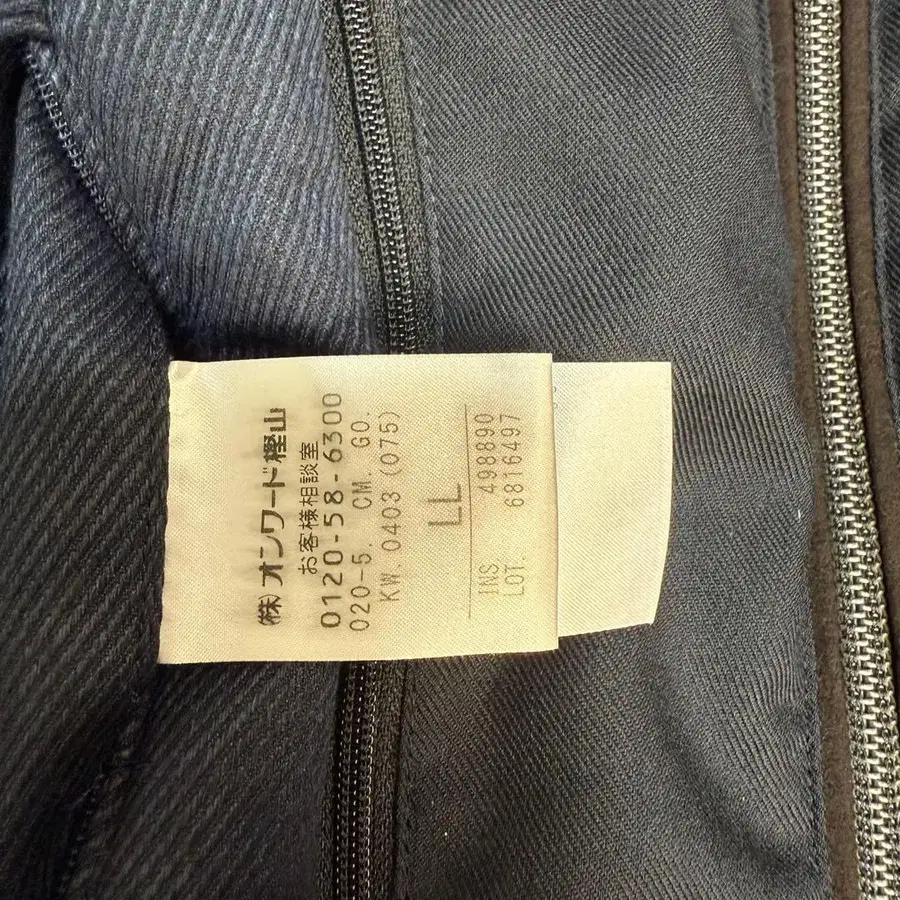 ㈱オンワード樫山
お客様相談室
0120-58-6300
020-5. CM. GO.
KW. 0403 (075)
LL
INS. 498890
LOT. 6816497